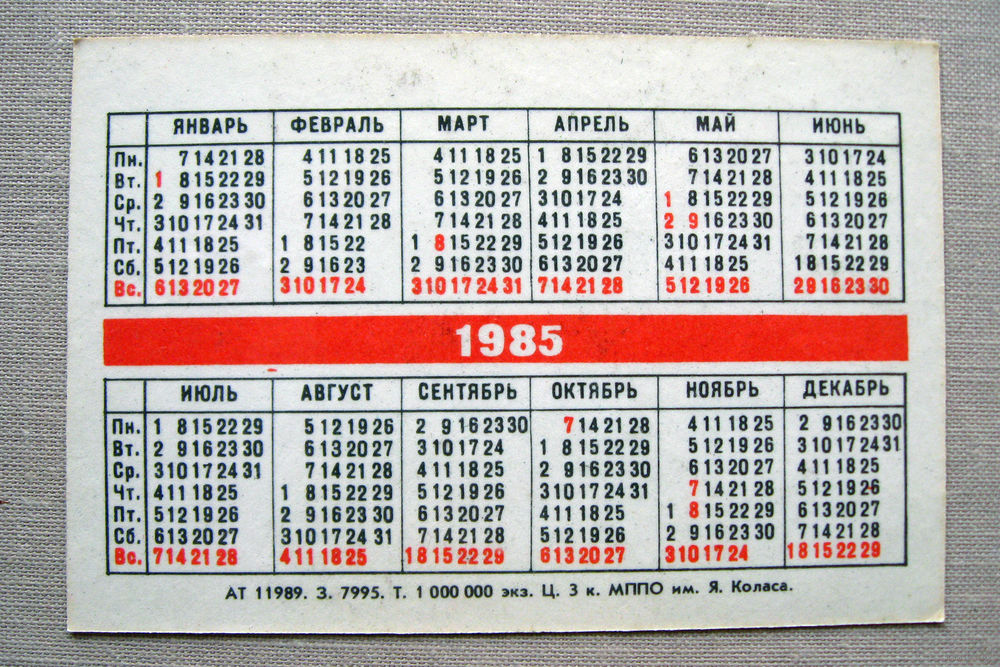 ЯНВАРЬ ФЕВРАЛЬ МАРТ АПРЕЛЬ МАЙ ИЮНЬ
Пн. 7 14 21 28 4 11 18 25 4 11 18 25 1 8 15 22 29 6 13 20 27 3 10 17 24
Вт. 1 8 15 22 29 5 12 19 26 5 12 19 26 2 9 16 23 30 7 14 21 28 4 11 18 25
Ср. 2 9 16 23 30 6 13 20 27 6 13 20 27 3 10 17 24 1 8 15 22 29 5 12 19 26
Чт. 3 10 17 24 31 7 14 21 28 7 14 21 28 4 11 18 25 2 9 16 23 30 6 13 20 27
Пт. 4 11 18 25 1 8 15 22 1 8 15 22 29 5 12 19 26 3 10 17 24 31 7 14 21 28
Сб. 5 12 19 26 2 9 16 23 2 9 16 23 30 6 13 20 27 4 11 18 25 1 8 15 22 29
Вс. 6 13 20 27 3 10 17 24 3 10 17 24 31 7 14 21 28 5 12 19 26 2 9 16 23 30
1985
ИЮЛЬ АВГУСТ СЕНТЯБРЬ ОКТЯБРЬ НОЯБРЬ ДЕКАБРЬ
Пн. 1 8 15 22 29 5 12 19 26 2 9 16 23 30 7 14 21 28 4 11 18 25 2 9 16 23 30
Вт. 2 9 16 23 30 6 13 20 27 3 10 17 24 1 8 15 22 29 5 12 19 26 3 10 17 24 31
Ср. 3 10 17 24 31 7 14 21 28 4 11 18 25 2 9 16 23 30 6 13 20 27 4 11 18 25
Чт. 4 11 18 25 1 8 15 22 29 5 12 19 26 3 10 17 24 31 7 14 21 28 5 12 19 26
Пт. 5 12 19 26 2 9 16 23 30 6 13 20 27 4 11 18 25 1 8 15 22 29 6 13 20 27
Сб. 6 13 20 27 3 10 17 24 31 7 14 21 28 5 12 19 26 2 9 16 23 30 7 14 21 28
Вс. 7 14 21 28 4 11 18 25 1 8 15 22 29 6 13 20 27 3 10 17 24 1 8 15 22 29
АТ 11989. З. 7995. Т. 1 000 000 экз. Ц. 3 к. МППО им. Я. Коласа.